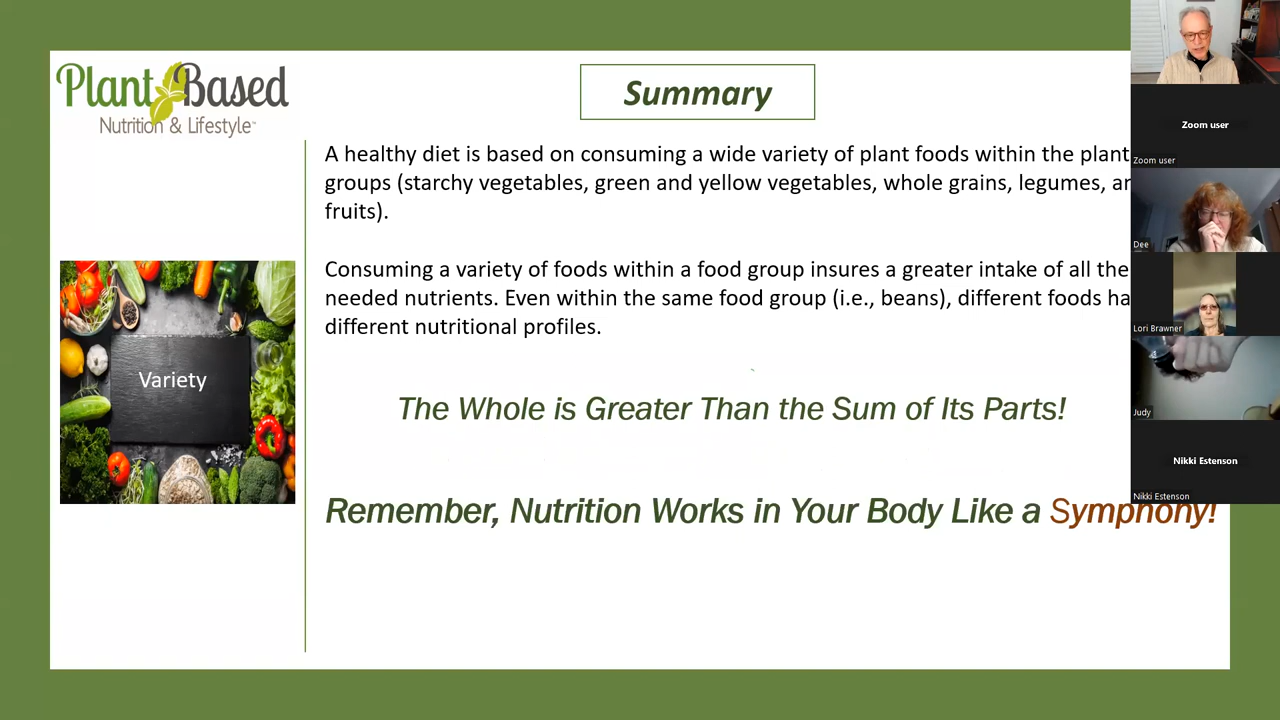 Plant Based
Nutrition & Lifestyle™
Summary
A healthy diet is based on consuming a wide variety of plant foods within the plant
groups (starchy vegetables, green and yellow vegetables, whole grains, legumes,
fruits).
Consuming a variety of foods within a food group insures a greater intake of all the
needed nutrients. Even within the same food group (i.e., beans), different foods
different nutritional profiles.
Variety
The Whole is Greater Than the Sum of Its Parts!
Remember, Nutrition Works in Your Body Like a Symphony!
Zoom user
Zoom user
Dee
Lori Brawner
Judy
Nikki Estenson
Nikki Estenson